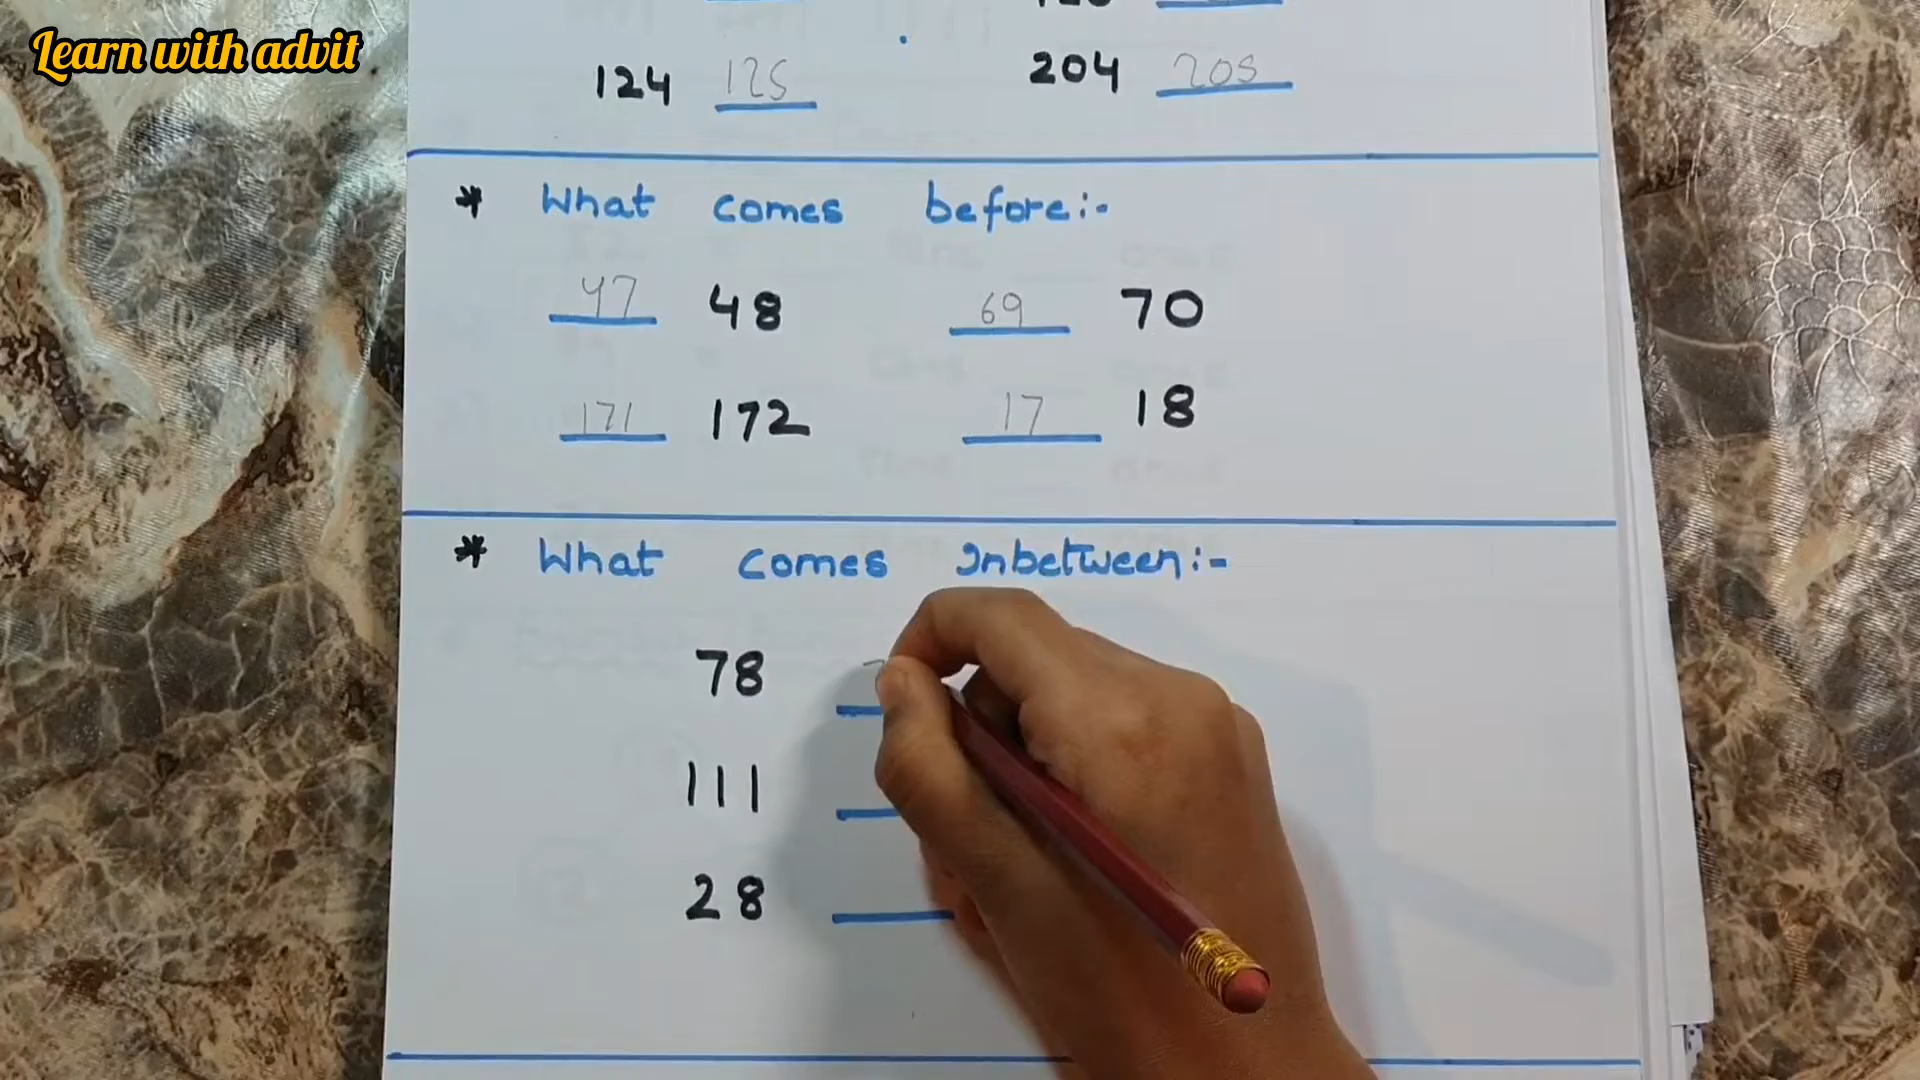 Learn with advit
124 125 204 205
* What comes before:-
47 48 69 70
171 172 17 18
* What comes Inbetween:-
78
111
28